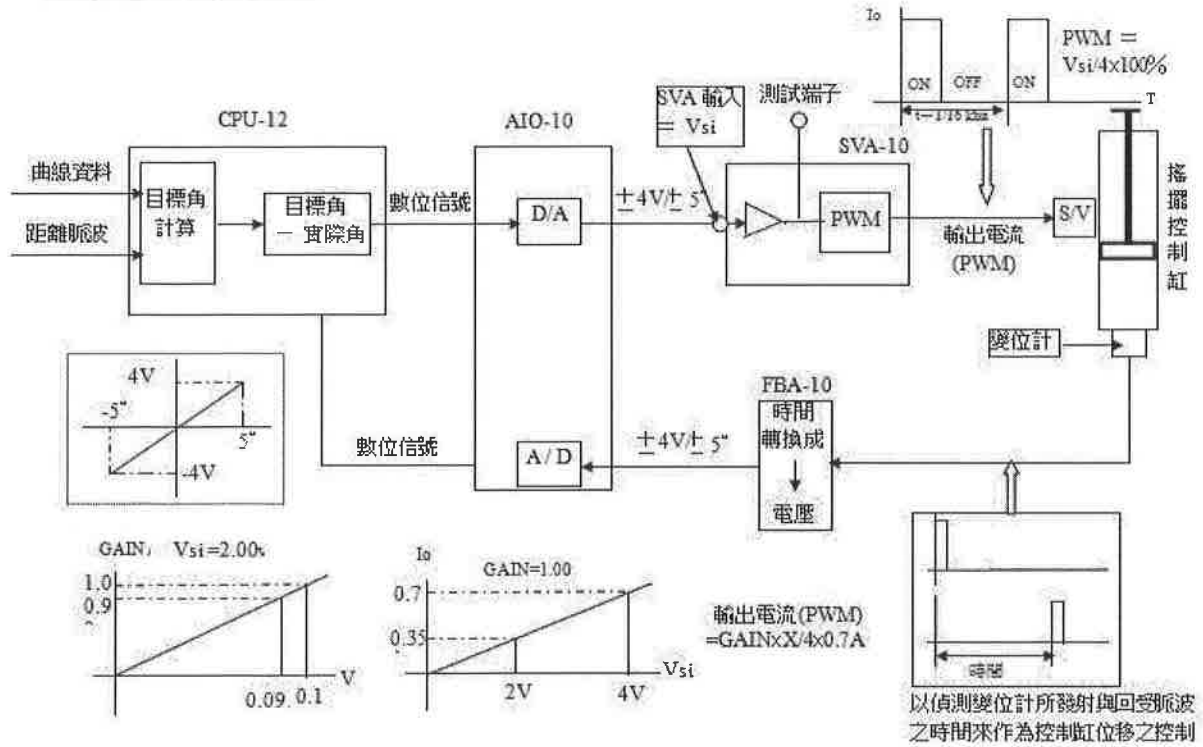 Io
PWM =
Vsi/4x100%
ON
OFF
ON
T
SVA 輸入
= Vsi
測試端子
CPU-12
AIO-10
SVA-10
曲線資料
距離脈波
目標角
計算
目標角
— 實際角
數位信號
D/A
±4V/± 5°
PWM
輸出電流
(PWM)
S/V
搖擺控制缸
變位計
4V
-5°
5°
-4V
數位信號
A/D
±4V/± 5°
FBA-10
時間
轉換成
電壓
GAIN
Vsi=2.00
1.0
0.9
V
0.09
0.1
Io
GAIN=1.00
0.7
0.35
2V
4V
Vsi
輸出電流(PWM)
=GAINxX/4x0.7A
時間
以偵測變位計所發射與回受脈波
之時間來作為控制缸位移之控制